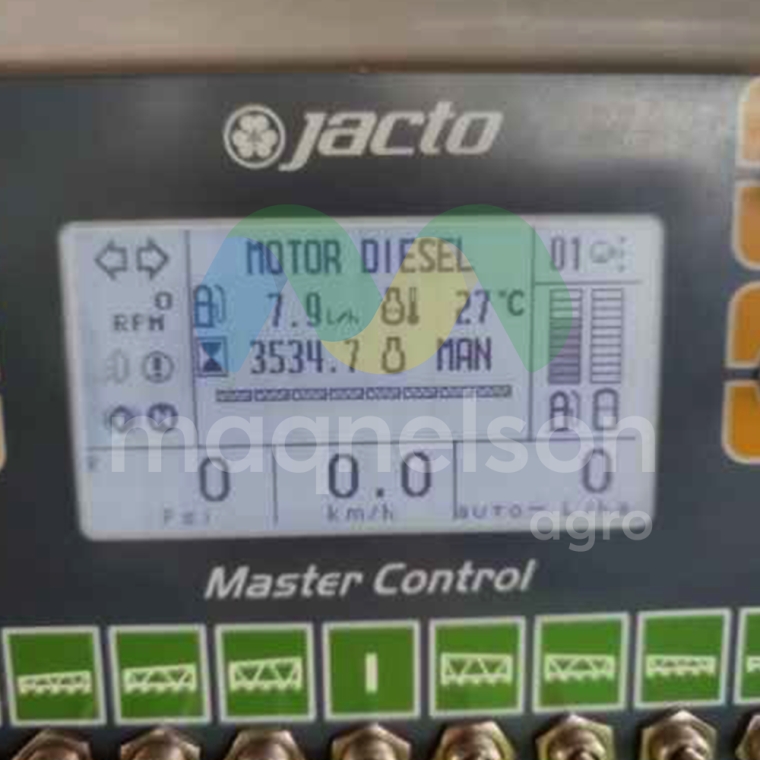 jacto
MOTOR DIESEL 01
0 7.9 L/h 27 °C
RPM
3534.7 MAN
0 0.0 0
Psi km/h AUTO
maqnelson
agro
Master Control